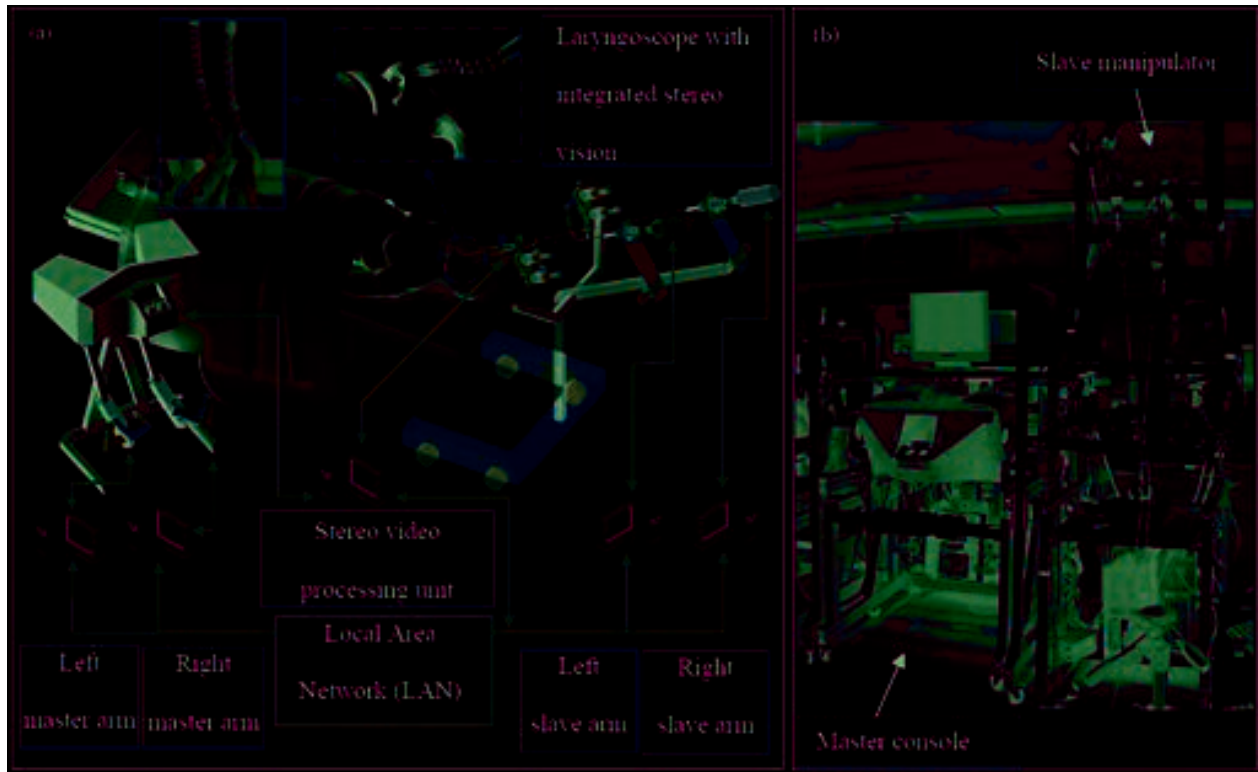 (a)
Laryngoscope with
integrated stereo
vision
Stereo video
processing unit
Local Area
Network (LAN)
Left
master arm
Right
master arm
Left
slave arm
Right
slave arm
(b)
Slave manipulator
Master console